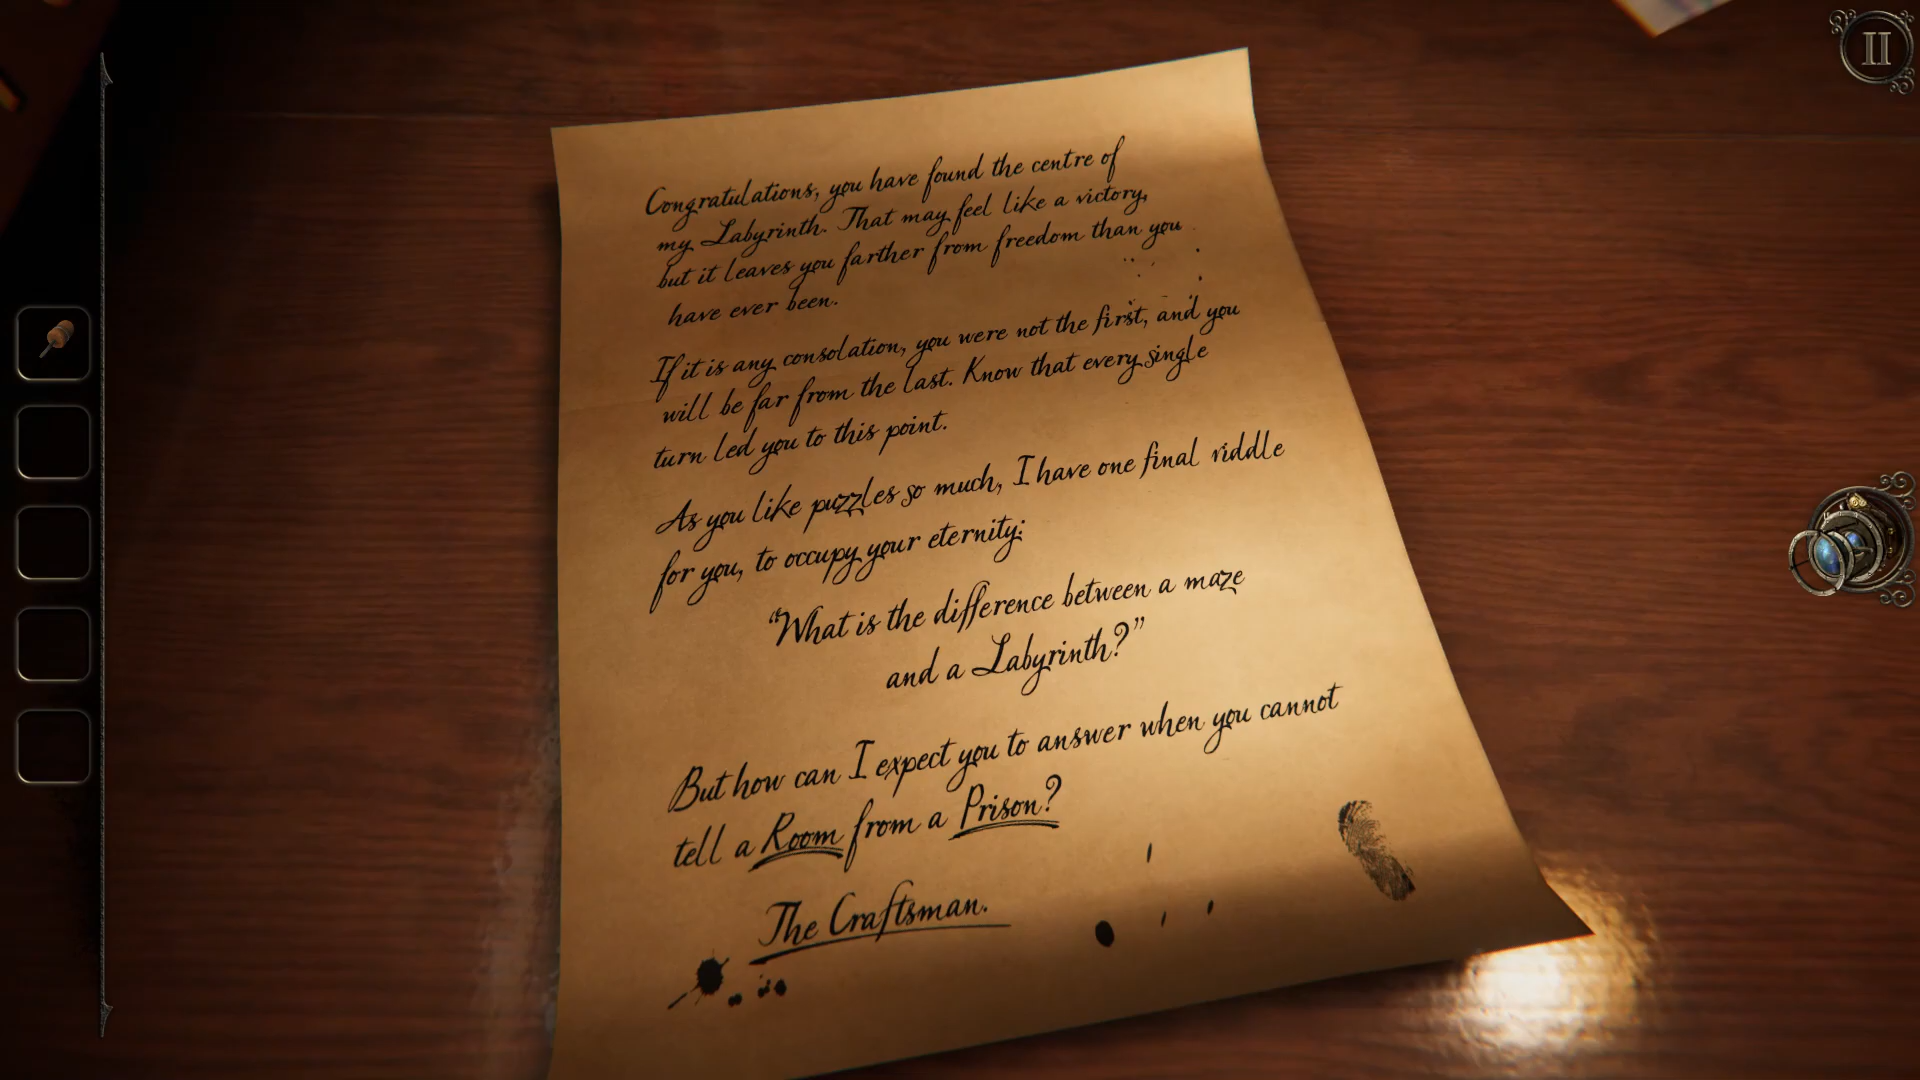 Congratulations, you have found the centre of
my Labyrinth. That may feel like a victory,
but it leaves you farther from freedom than you
have ever been.
If it is any consolation, you were not the first, and you
will be far from the last. Know that every single
turn led you to this point.
As you like puzzles so much, I have one final riddle
for you, to occupy your eternity:
“What is the difference between a maze
and a Labyrinth?”
But how can I expect you to answer when you cannot
tell a Room from a Prison?
The Craftsman.
II